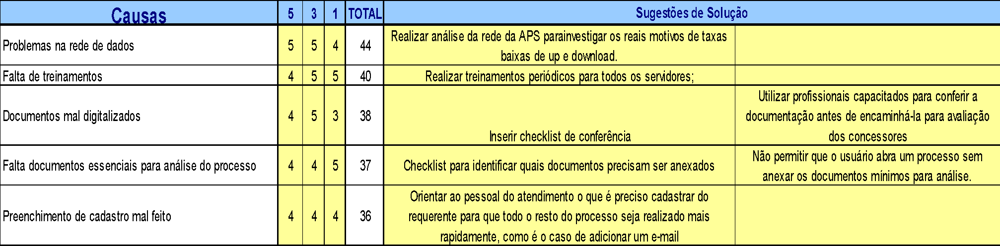 Causas 5 3 1 TOTAL Sugestões de Solução
Problemas na rede de dados 5 5 4 44 Realizar análise da rede da APS parainvestigar os reais motivos de taxas
baixas de up e download.
Falta de treinamentos 4 5 5 40 Realizar treinamentos periódicos para todos os servidores;
Documentos mal digitalizados 4 5 3 38 Inserir checklist de conferência
Utilizar profissionais capacitados para conferir a
documentação antes de encaminhá-la para avaliação
dos concessores
Falta documentos essenciais para análise do processo 4 4 5 37 Checklist para identificar quais documentos precisam ser anexados
Não permitir que o usuário abra um processo sem
anexar os documentos mínimos para análise.
Preenchimento de cadastro mal feito 4 4 4 36 Orientar ao pessoal do atendimento o que é preciso cadastrar do
requerente para que todo o resto do processo seja realizado mais
rapidamente, como é o caso de adicionar um e-mail